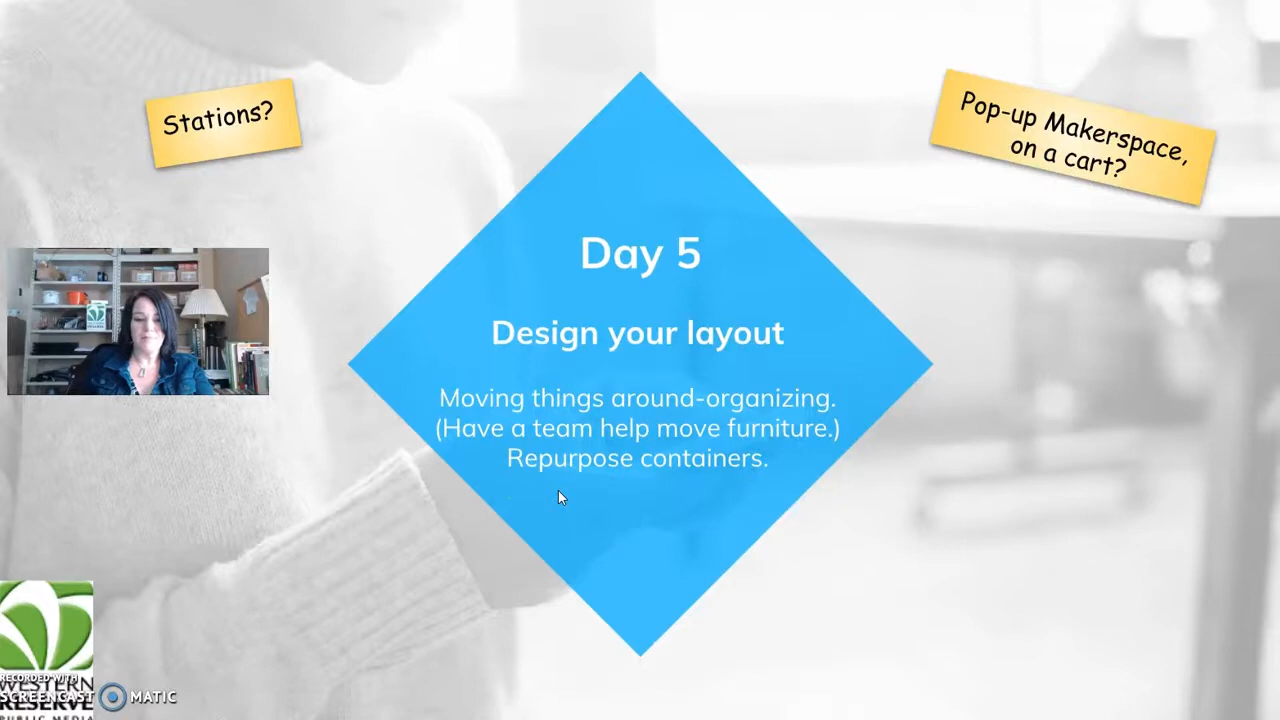 Stations?
Pop-up Makerspace,
on a cart?
Day 5
Design your layout
Moving things around-organizing.
(Have a team help move furniture.)
Repurpose containers.
RECORDED WITH
SCREENCAST MATIC
WESTERN
RESERVE
PUBLIC MEDIA